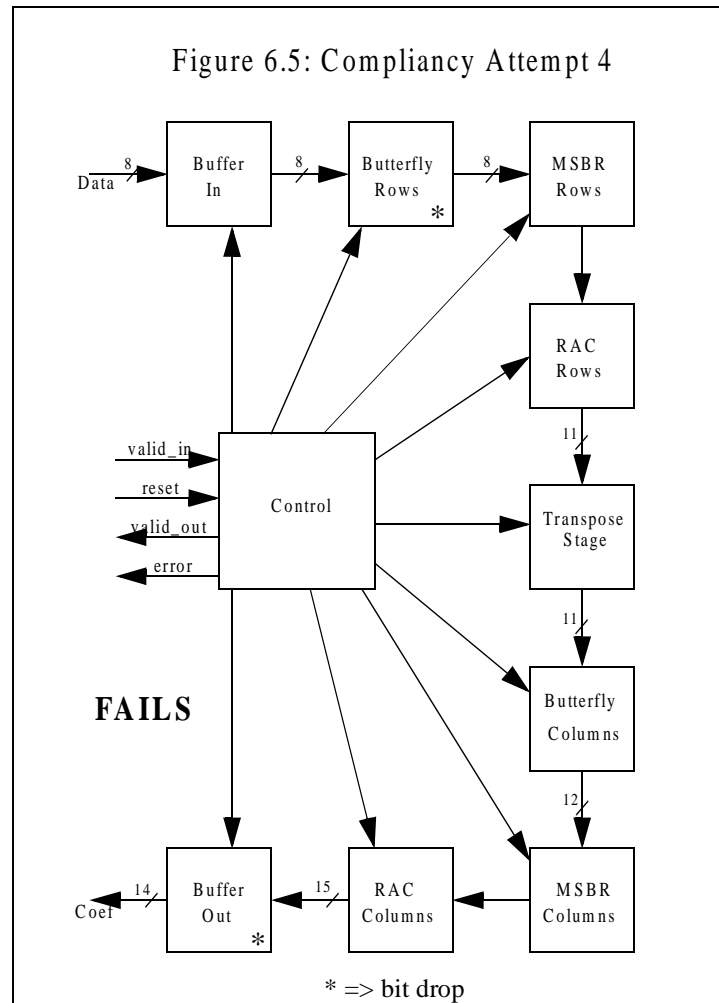 Figure 6.5: Compliancy Attempt 4
Data
8
Buffer
In
8
Butterfly
Rows
*
8
MSBR
Rows
RAC
Rows
11
valid_in
reset
valid_out
error
Control
Transpose
Stage
11
FAILS
Butterfly
Columns
12
Coef
14
Buffer
Out
*
15
RAC
Columns
MSBR
Columns
* => bit drop